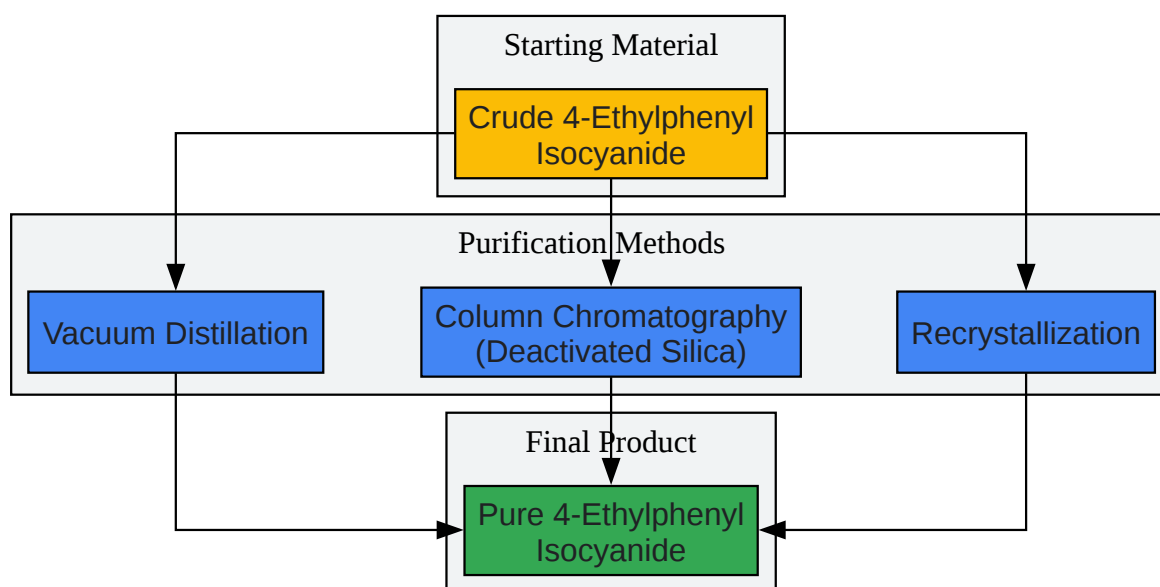 Starting Material
Crude 4-Ethylphenyl
Isocyanide
Purification Methods
Vacuum Distillation
Column Chromatography
(Deactivated Silica)
Recrystallization
Final Product
Pure 4-Ethylphenyl
Isocyanide